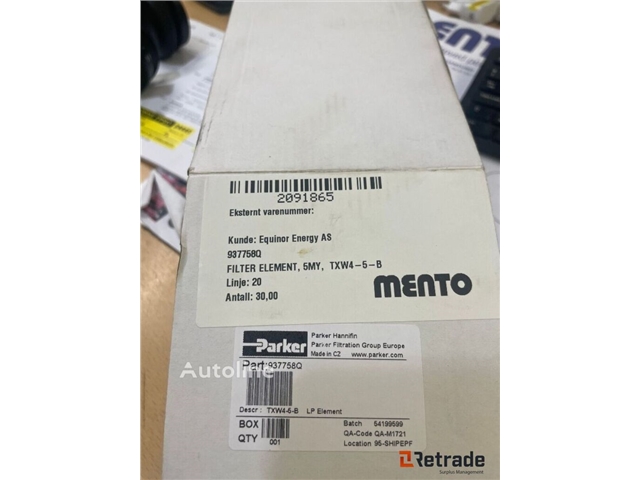 MENTO
2091865
Eksternt varenummer:
Kunde: Equinor Energy AS
937758Q
FILTER ELEMENT, 5MY, TXW4-5-B
Linje: 20
Antall: 30,00
MENTO
Parker
Parker Hannifin
Parker Filtration Group Europe
Made in C2 www.parker.com
Part 937758Q
Autoline
Descr: TXW4-5-B LP Element
BOX
QTY 001
Batch 54199599
QA-Code QA-M1721
Location 95-SHIPEPF
Retrade
Surplus Management